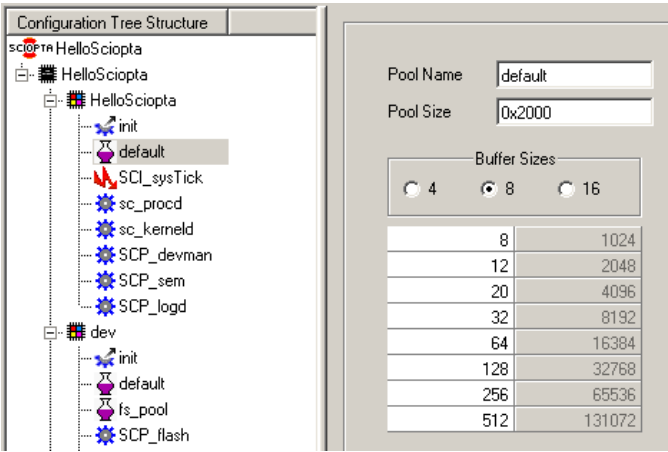 Configuration Tree Structure
SCIOPTA HelloSciopta
HelloSciopta
HelloSciopta
init
default
SCI_sysTick
sc_procd
sc_kerneld
SCP_devman
SCP_sem
SCP_logd
dev
init
default
fs_pool
SCP_flash
Pool Name default
Pool Size 0x2000
Buffer Sizes
4 8 16
8 1024
12 2048
20 4096
32 8192
64 16384
128 32768
256 65536
512 131072